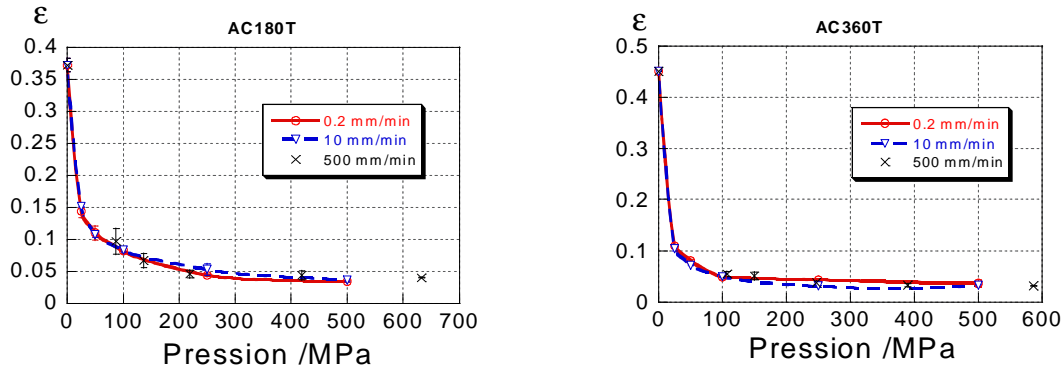 ε
AC180T
0.4
0.35
0.3
0.25
0.2
0.15
0.1
0.05
0
0.2 mm/min
10 mm/min
500 mm/min
0 100 200 300 400 500 600 700
Pression /MPa
ε
AC360T
0.5
0.4
0.3
0.2
0.1
0
0.2 mm/min
10 mm/min
500 mm/min
0 100 200 300 400 500 600
Pression /MPa